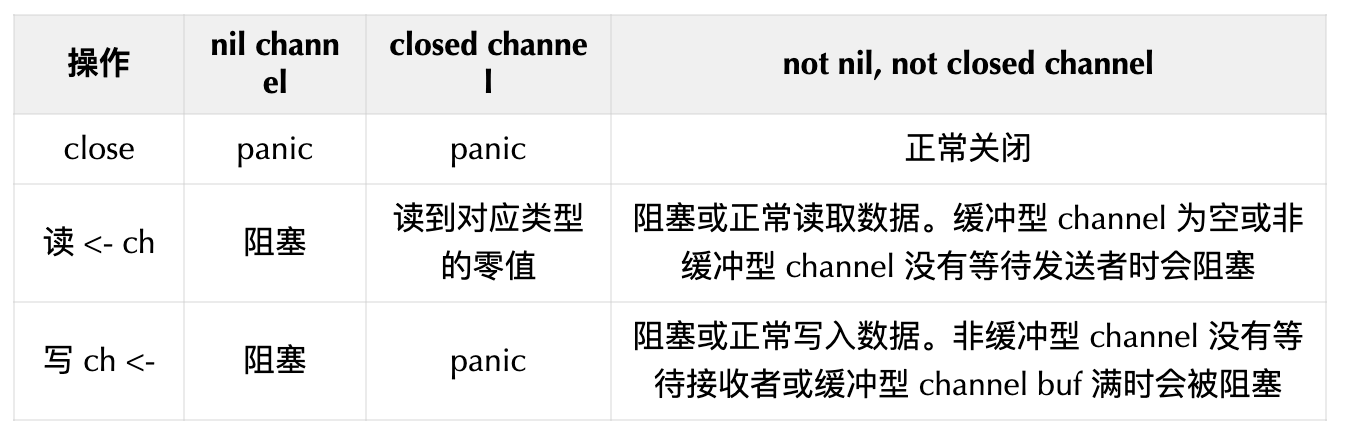 操作
nil chann
el
closed channe
l
not nil, not closed channel
close
panic
panic
正常关闭
读 <- ch
阻塞
读到对应类型
的零值
阻塞或正常读取数据。缓冲型 channel 为空或非
缓冲型 channel 没有等待发送者时会阻塞
写 ch <-
阻塞
panic
阻塞或正常写入数据。非缓冲型 channel 没有等
待接收者或缓冲型 channel buf 满时会被阻塞